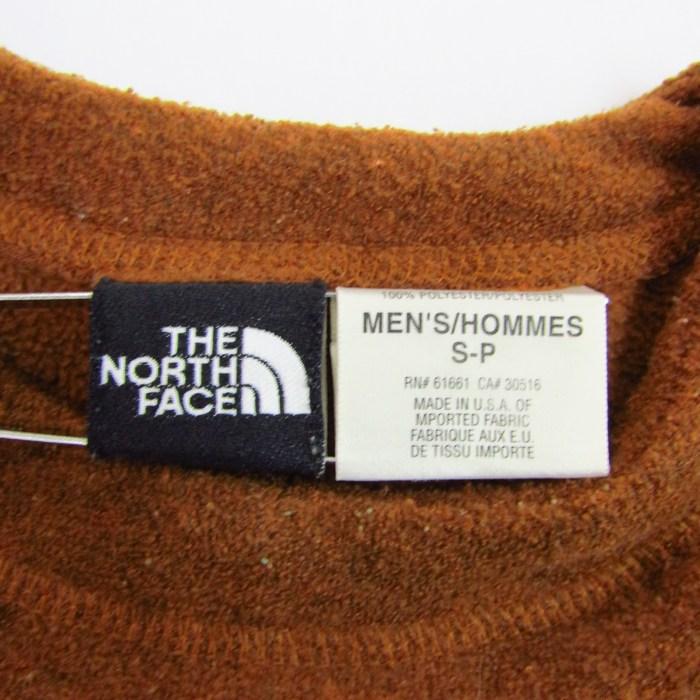 THE
NORTH
FACE
100% POLYESTER/POLYESTER
MEN'S/HOMMES
S-P
RN# 61661 CA# 30516
MADE IN U.S.A. OF
MPORTED FABRIC
FABRIQUE AUX E.U.
DE TISSU IMPORTE